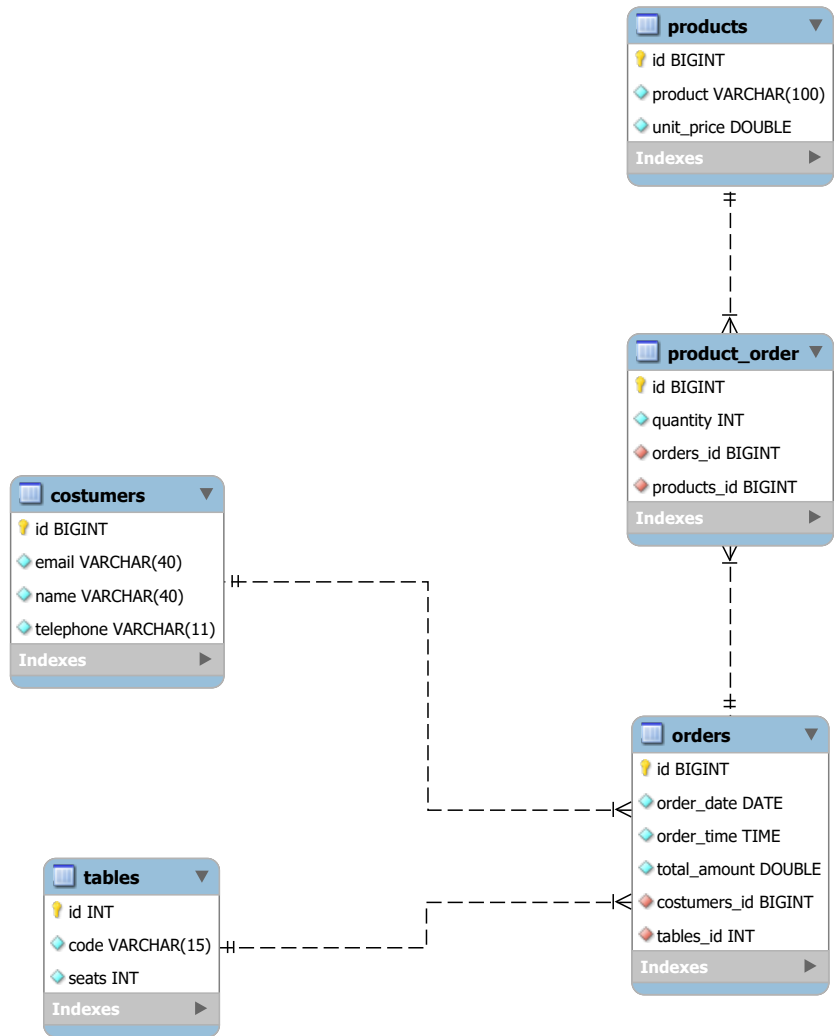 products
id BIGINT
product VARCHAR(100)
unit_price DOUBLE
Indexes
product_order
id BIGINT
quantity INT
orders_id BIGINT
products_id BIGINT
Indexes
costumers
id BIGINT
email VARCHAR(40)
name VARCHAR(40)
telephone VARCHAR(11)
Indexes
orders
id BIGINT
order_date DATE
order_time TIME
total_amount DOUBLE
costumers_id BIGINT
tables_id INT
Indexes
tables
id INT
code VARCHAR(15)
seats INT
Indexes